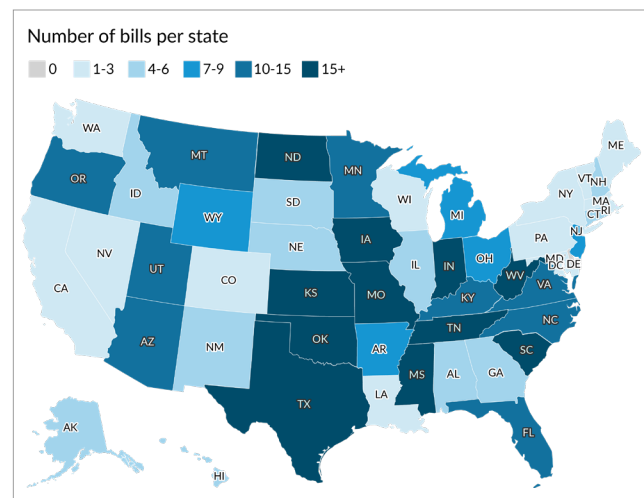 Number of bills per state
0 1-3 4-6 7-9 10-15 15+
WA
ME
MT
ND
MN
VT
NH
OR
ID
SD
WI
NY
MA
CT
RI
WY
MI
NV
NE
IA
PA
NJ
CA
UT
CO
IL
IN
OH
MD
DC
DE
KS
MO
WV
VA
KY
AZ
NM
OK
AR
TN
NC
SC
TX
LA
MS
AL
GA
AK
HI
FL